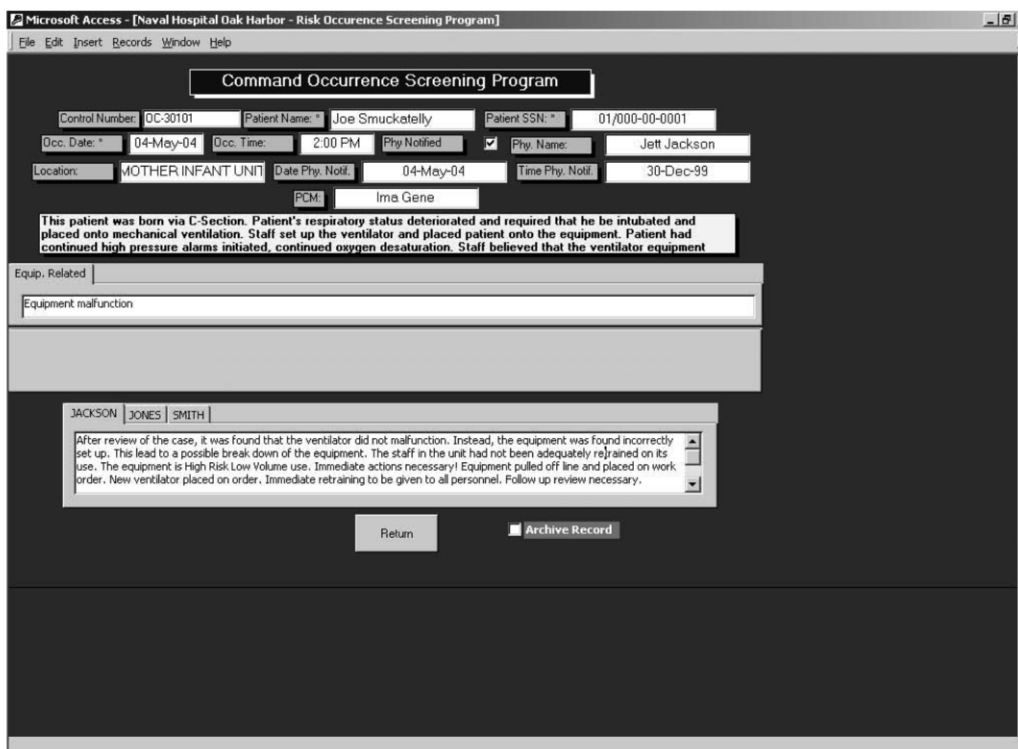 Microsoft Access - [Naval Hospital Oak Harbor - Risk Occurence Screening Program]
File Edit Insert Records Window Help
Command Occurrence Screening Program
Control Number: OC-30101 Patient Name: * Joe Smuckatelly Patient SSN: * 01/000-00-0001
Occ. Date: * 04-May-04 Occ. Time: 2:00 PM Phy Notified Phy. Name: Jett Jackson
Location: MOTHER INFANT UNIT Date Phy. Notif. 04-May-04 Time Phy. Notif. 30-Dec-99
PCM: Ima Gene
This patient was born via C-Section. Patient's respiratory status deteriorated and required that he be intubated and
placed onto mechanical ventilation. Staff set up the ventilator and placed patient onto the equipment. Patient had
continued high pressure alarms initiated, continued oxygen desaturation. Staff believed that the ventilator equipment
Equip. Related
Equipment malfunction
JACKSON JONES SMITH
After review of the case, it was found that the ventilator did not malfunction. Instead, the equipment was found incorrectly
set up. This lead to a possible break down of the equipment. The staff in the unit had not been adequately retrained on its
use. The equipment is High Risk Low Volume use. Immediate actions necessary! Equipment pulled off line and placed on work
order. New ventilator placed on order. Immediate retraining to be given to all personnel. Follow up review necessary.
Return Archive Record